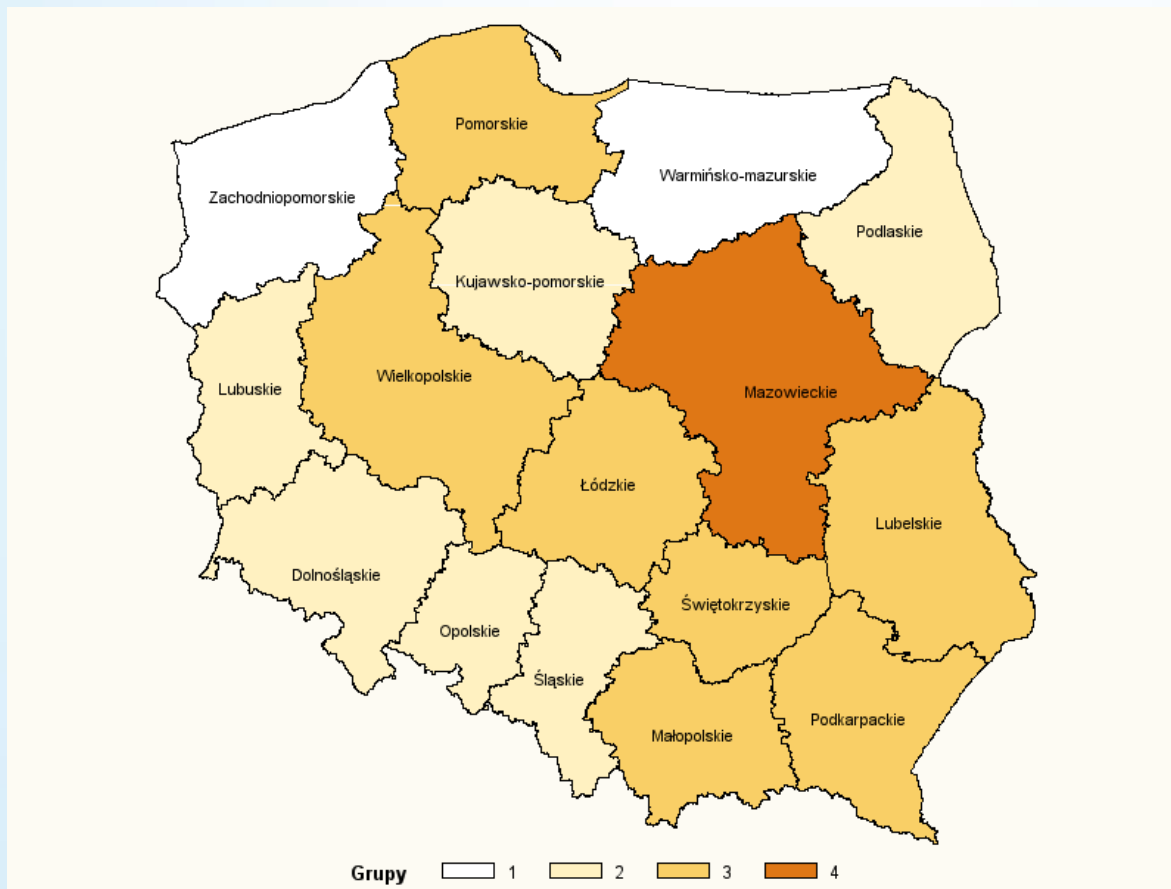 Pomorskie
Warmińsko-mazurskie
Zachodniopomorskie
Podlaskie
Kujawsko-pomorskie
Wielkopolskie
Lubuskie
Mazowieckie
Łódzkie
Lubelskie
Dolnośląskie
Świętokrzyskie
Opolskie
Śląskie
Podkarpackie
Małopolskie
Grupy 1 2 3 4